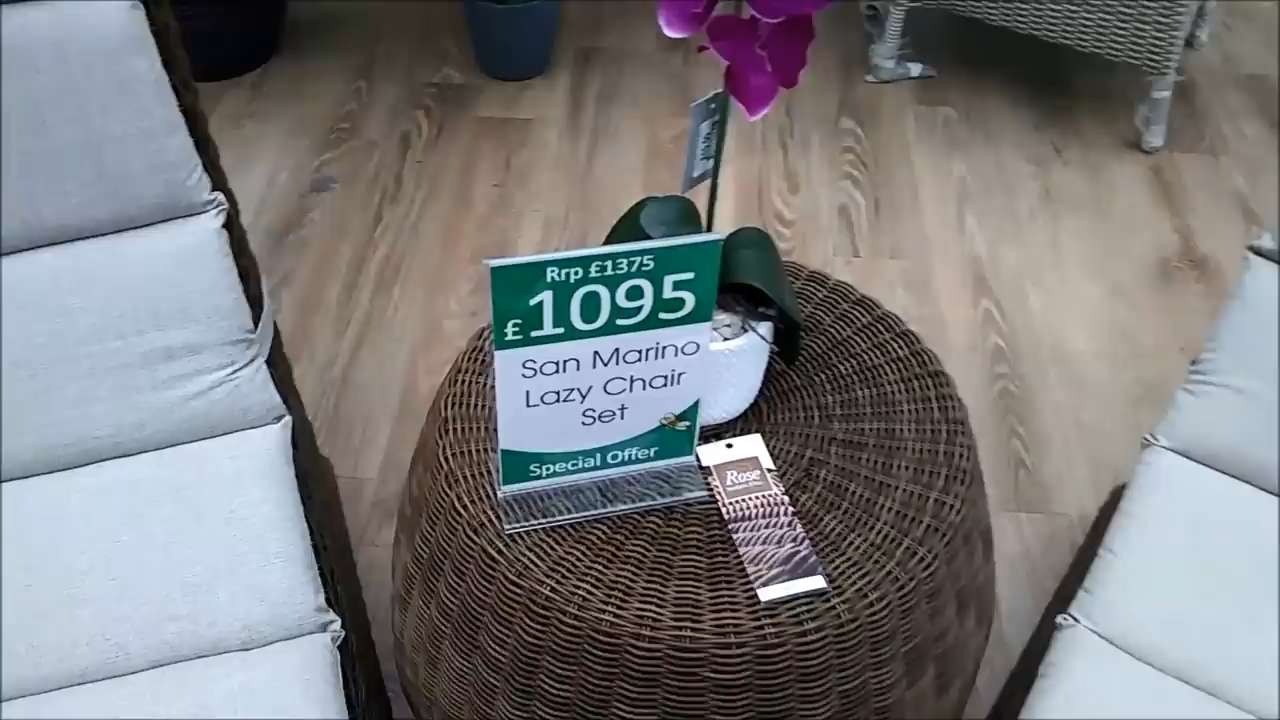 Rrp £1375
£1095
San Marino
Lazy Chair
Set
Special Offer
Rose